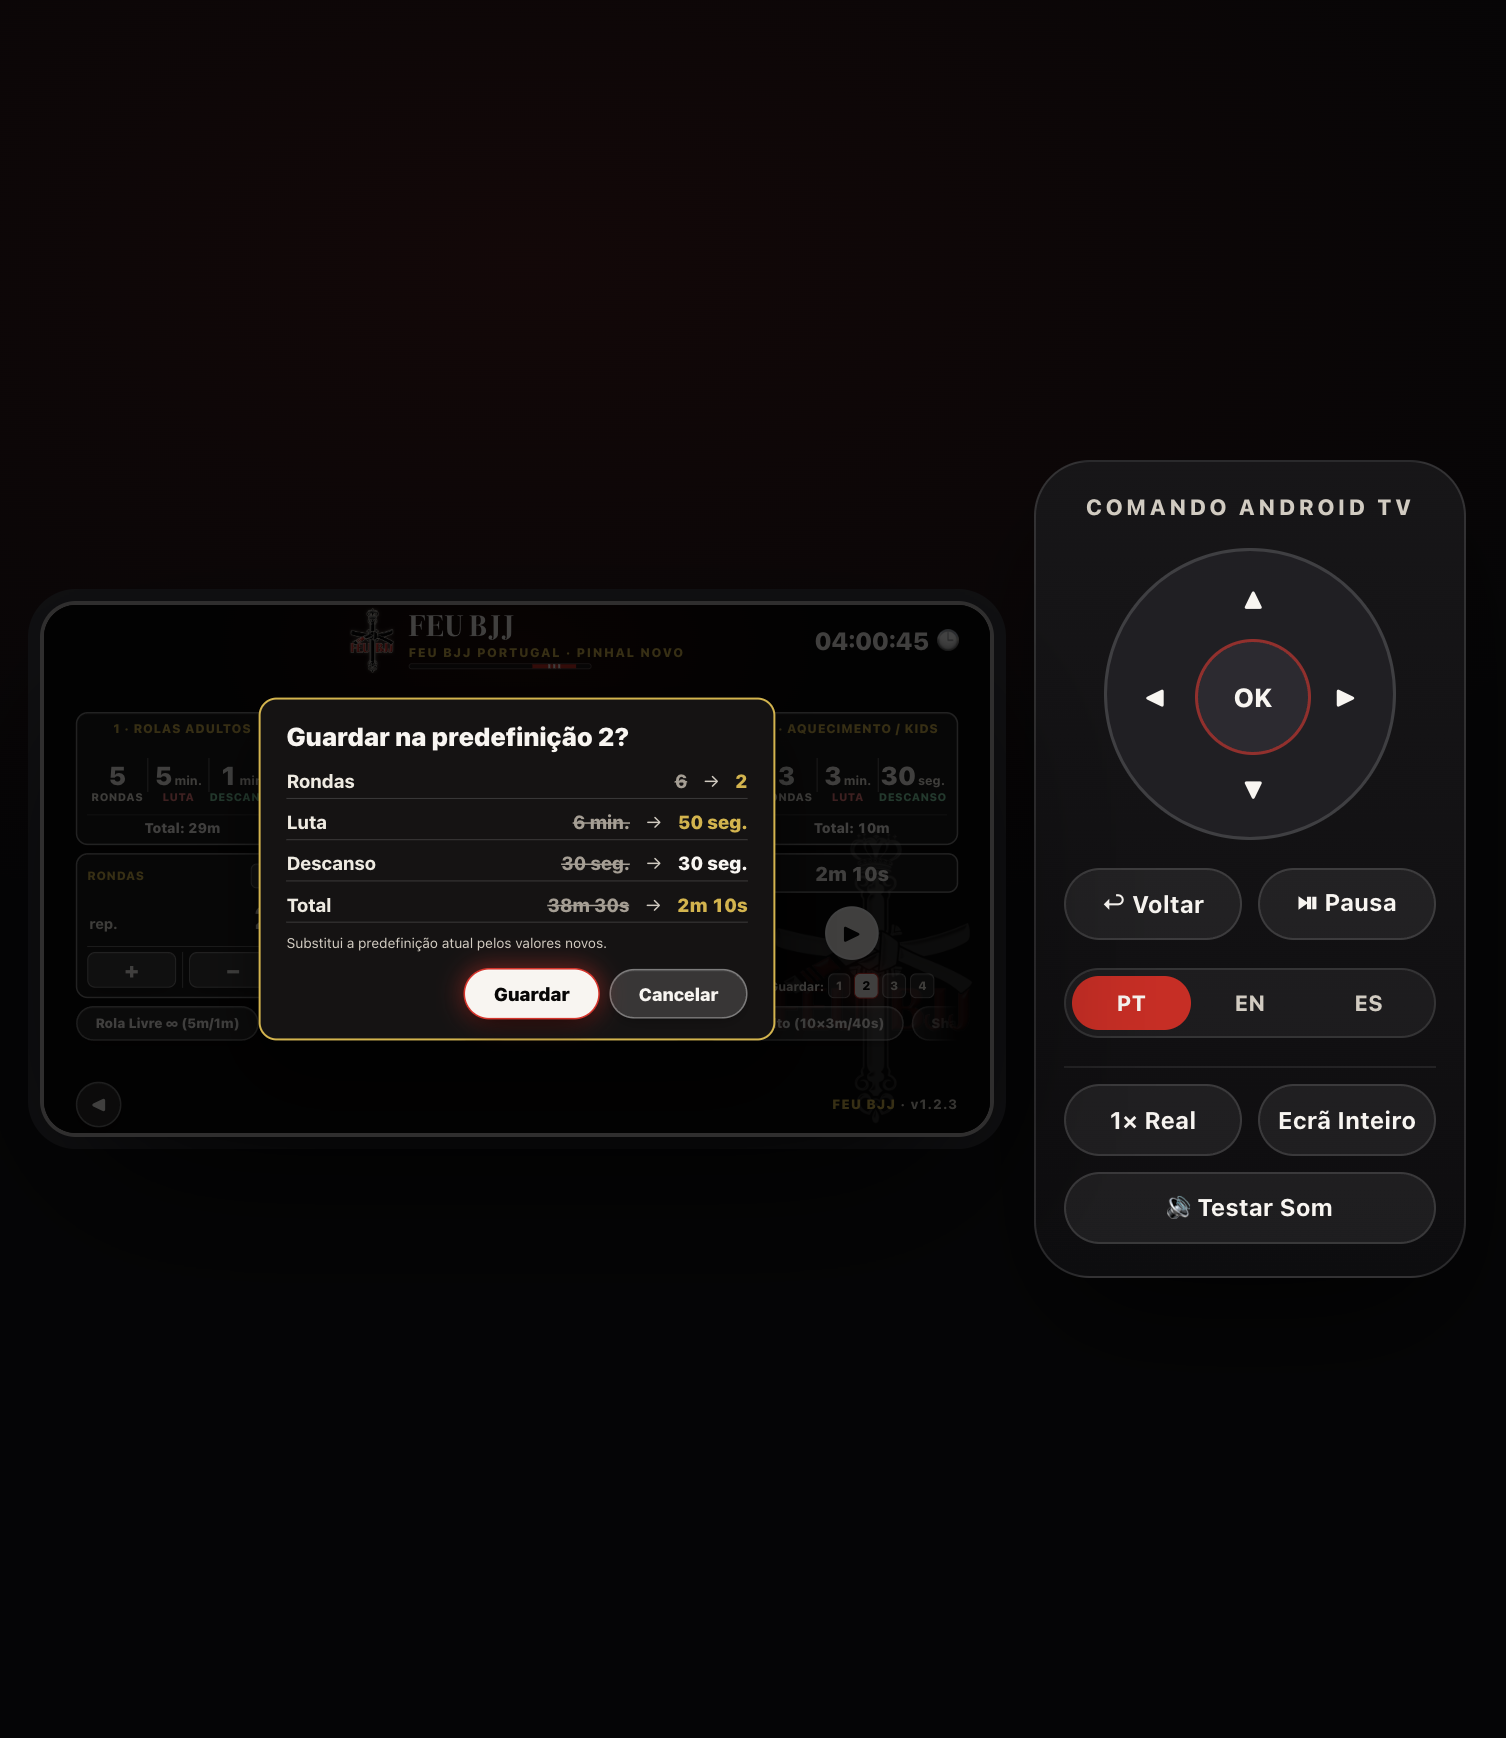 COMANDO ANDROID TV
OK
Voltar
Pausa
PT
EN
ES
1× Real
Ecrã Inteiro
Testar Som
FEU BJJ
FEU BJJ PORTUGAL · PINHAL NOVO
04:00:45
1 · ROLAS ADULTOS
5
5 min.
1
RONDAS
LUTA
Total: 29m
· AQUECIMENTO / KIDS
3
3 min.
30 seg.
LUTA
DESCANSO
Total: 10m
RONDAS
rep.
+
−
2m 10s
Guardar na predefinição 2?
Rondas 6 → 2
Luta 6 min. → 50 seg.
Descanso 30 seg. → 30 seg.
Total 38m 30s → 2m 10s
Substitui a predefinição atual pelos valores novos.
Guardar
Cancelar
1 2 3 4
Rola Livre ∞ (5m/1m)
(10×3m/40s)
FEU BJJ · v1.2.3